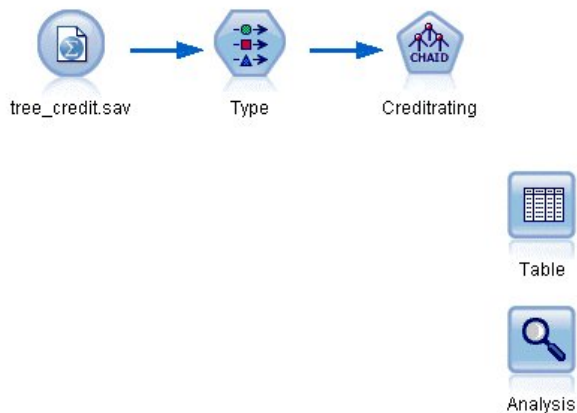 CHAID
tree_credit.sav
Type
Creditrating
Table
Analysis